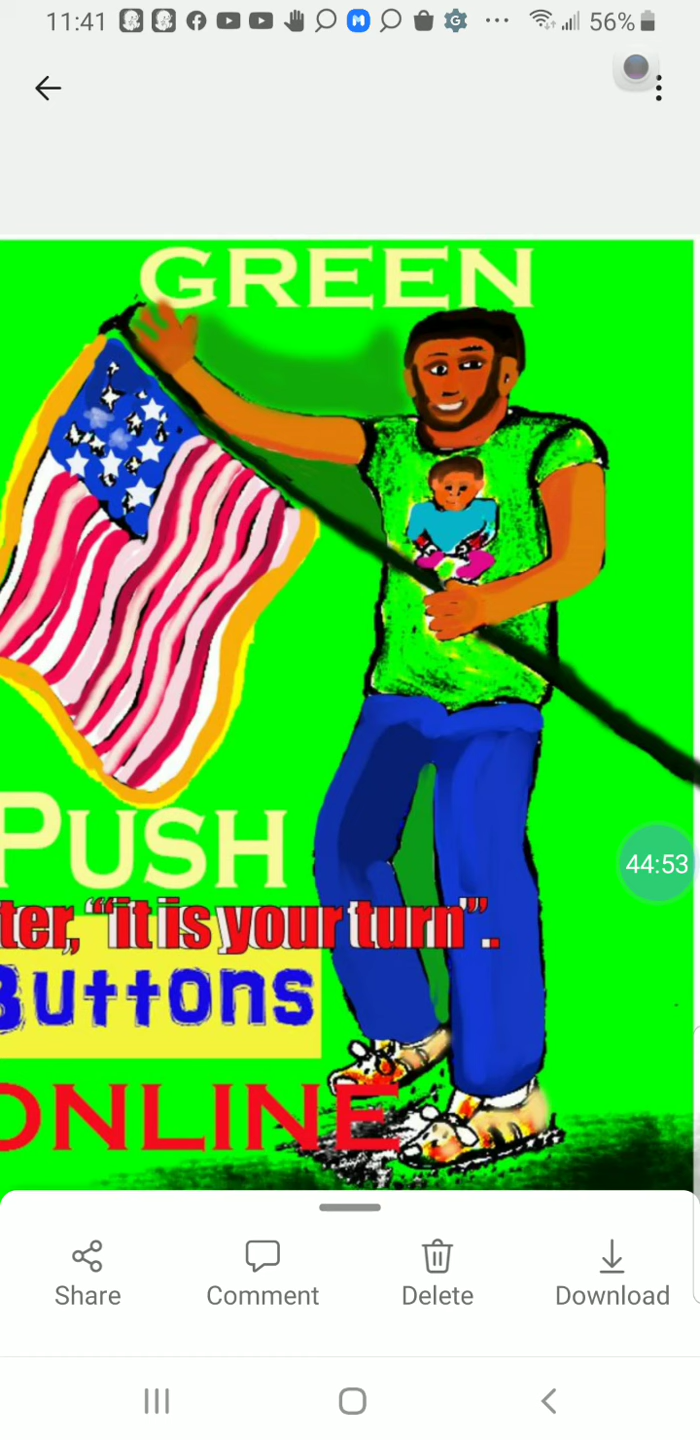 11:41
56%
GREEN
PUSH
ter, "it is your turn".
Buttons
ONLINE
44:53
Share Comment Delete Download